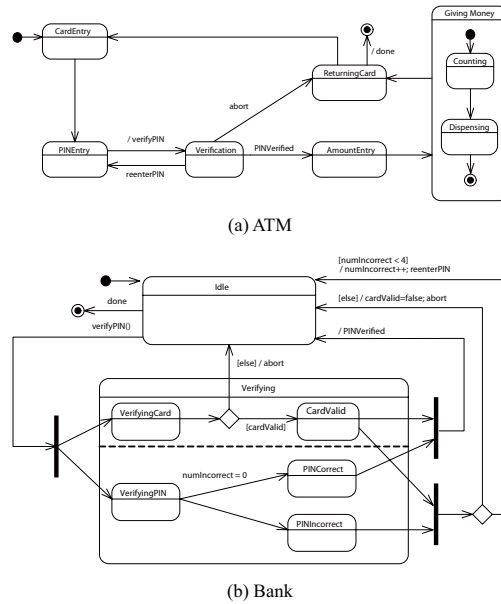 Giving Money
CardEntry
/ done
Counting
ReturningCard
abort
Dispensing
/ verifyPIN
PINEntry
Verification
PINVerified
AmountEntry
reenterPIN
(a) ATM
[numIncorrect < 4]
/ numIncorrect++; reenterPIN
Idle
[else] / cardValid=false; abort
done
verifyPIN()
/ PINVerified
[else] / abort
Verifying
VerifyingCard
CardValid
[cardValid]
numIncorrect = 0
PINCorrect
VerifyingPIN
PINIncorrect
(b) Bank